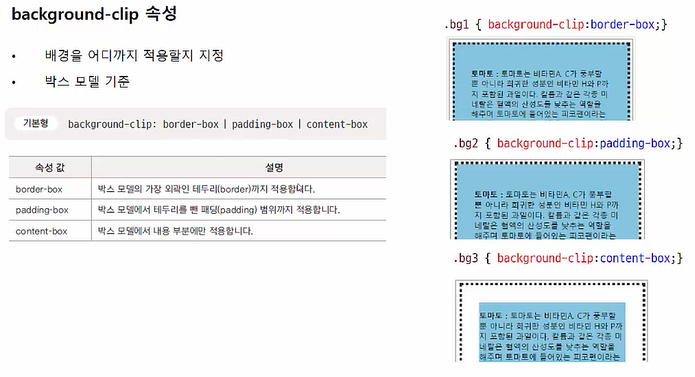 background-clip 속성
• 배경을 어디까지 적용할지 지정
• 박스 모델 기준
기본형 background-clip: border-box | padding-box | content-box
속성 값 설명
border-box 박스 모델의 가장 외곽인 테두리(border)까지 적용합니다.
padding-box 박스 모델에서 테두리를 뺀 패딩(padding) 범위까지 적용합니다.
content-box 박스 모델에서 내용 부분에만 적용합니다.
.bg1 { background-clip:border-box;}
토마토 : 토마토는 비타민A, C가 풍부할
뿐 아니라 희귀한 성분인 비타민 H와 P까
지 포함된 과일이다. 칼륨과 같은 각종 미
네랄은 혈액의 산성도를 낮추는 역할을
해주며 토마토에 들어있는 피코펜이라는
.bg2 { background-clip:padding-box;}
토마토 : 토마토는 비타민A, C가 풍부할
뿐 아니라 희귀한 성분인 비타민 H와 P까
지 포함된 과일이다. 칼륨과 같은 각종 미
네랄은 혈액의 산성도를 낮추는 역할을
해주며 토마토에 들어있는 피코펜이라는
.bg3 { background-clip:content-box;}
토마토 : 토마토는 비타민A, C가 풍부할
뿐 아니라 희귀한 성분인 비타민 H와 P까
지 포함된 과일이다. 칼륨과 같은 각종 미
네랄은 혈액의 산성도를 낮추는 역할을
해주며 토마토에 들어있는 피코펜이라는